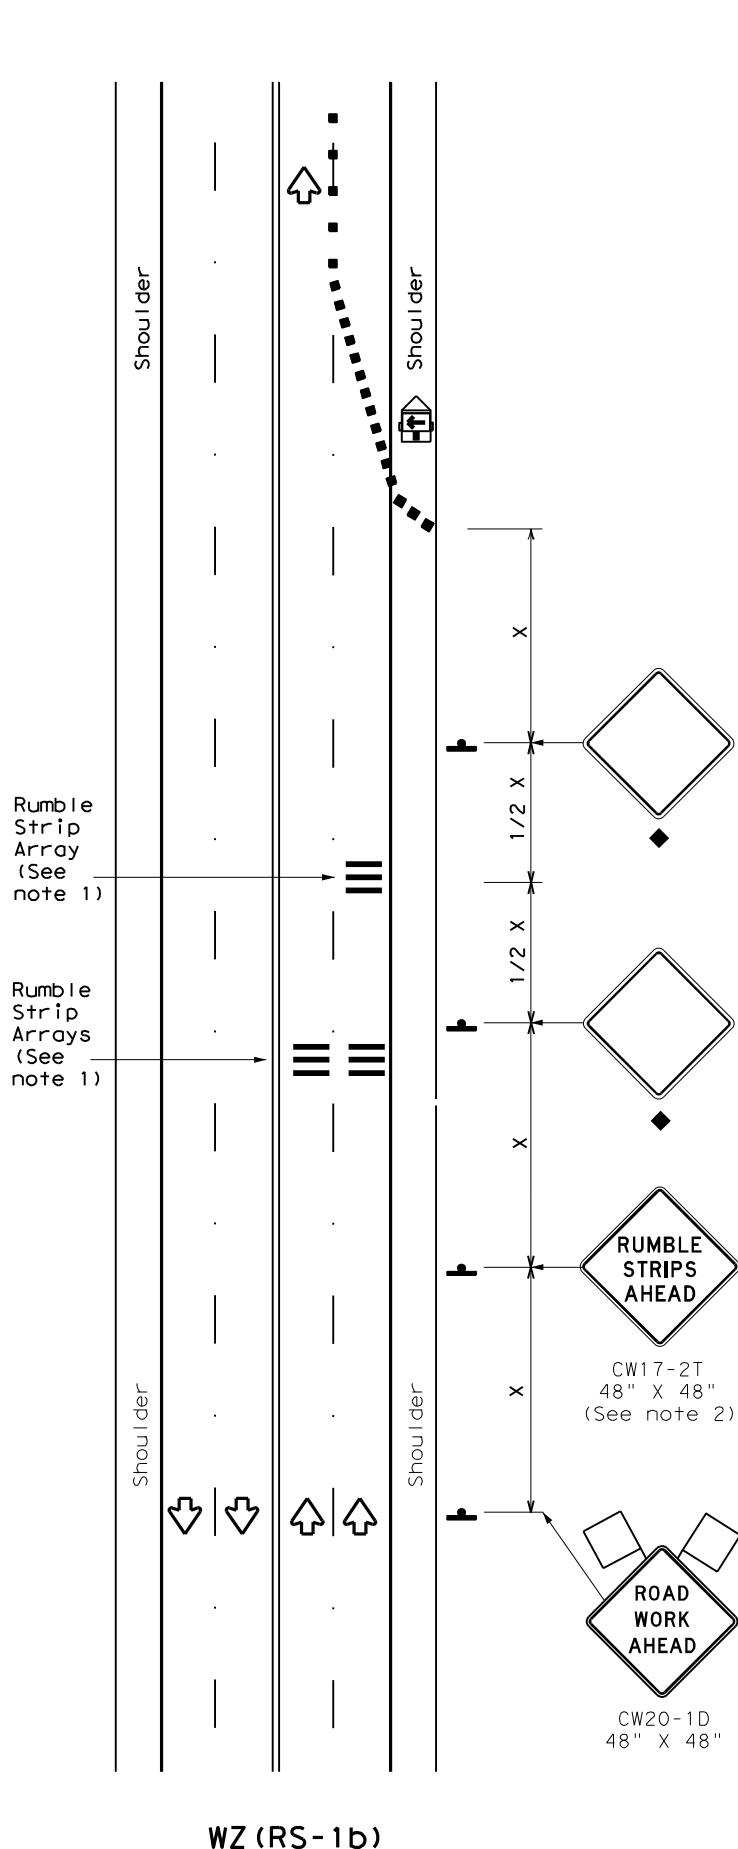 Shoulder
Shoulder
X
1/2 X
Rumble
Strip
Array
(See
note 1)
1/2 X
Rumble
Strip
Arrays
(See
note 1)
X
RUMBLE
STRIPS
AHEAD
CW17-2T
48" X 48"
(See note 2)
X
Shoulder
Shoulder
ROAD
WORK
AHEAD
CW20-1D
48" X 48"
WZ(RS-1b)